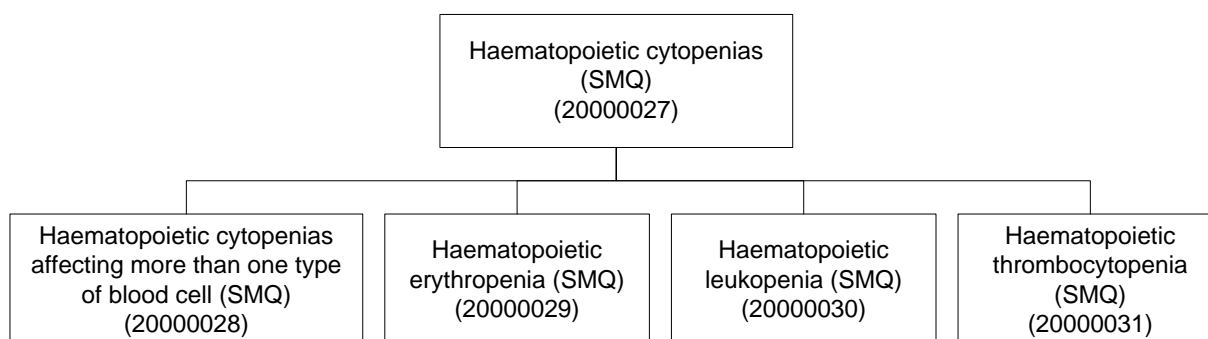 Haematopoietic cytopenias
(SMQ)
(20000027)
Haematopoietic cytopenias
affecting more than one type
of blood cell (SMQ)
(20000028)
Haematopoietic
erythropenia (SMQ)
(20000029)
Haematopoietic
leukopenia (SMQ)
(20000030)
Haematopoietic
thrombocytopenia
(SMQ)
(20000031)